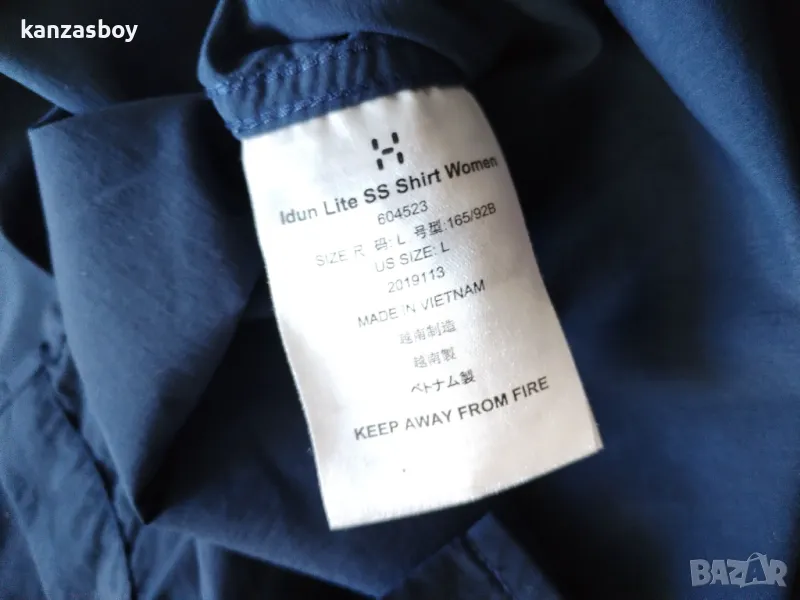 kanzasboy
Idun Lite SS Shirt Women
604523
SIZE R 码: L 号型:165/92B
US SIZE: L
2019113
MADE IN VIETNAM
越南制造
越南製
ベトナム製
KEEP AWAY FROM FIRE
BAZAR